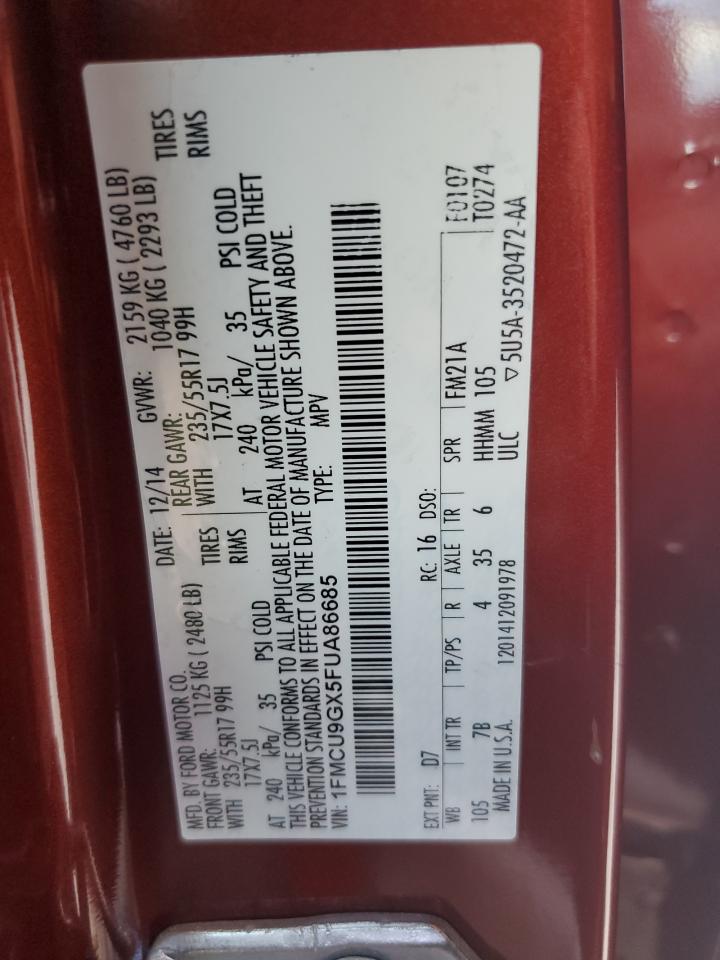 MFD. BY FORD MOTOR CO. DATE: 12/14 GVWR: 2159 KG ( 4760 LB)
FRONT GAWR: 1125 KG ( 2480 LB) REAR GAWR: 1040 KG ( 2293 LB)
WITH 235/55R17 99H TIRES WITH 235/55R17 99H TIRES
17X7.5J RIMS 17X7.5J RIMS
AT 240 kPa/ 35 PSI COLD AT 240 kPa/ 35 PSI COLD
THIS VEHICLE CONFORMS TO ALL APPLICABLE FEDERAL MOTOR VEHICLE SAFETY AND THEFT
PREVENTION STANDARDS IN EFFECT ON THE DATE OF MANUFACTURE SHOWN ABOVE.
VIN: 1FMCU9GX5FUA86685 TYPE: MPV
EXT PNT: D7 RC: 16 DSO: F0107
WB INT TR TP/PS R AXLE TR SPR FM21A T0274
105 7B 4 35 6 HHMM 105
MADE IN U.S.A. 1201412091978 ULC ▽5U5A-3520472-AA